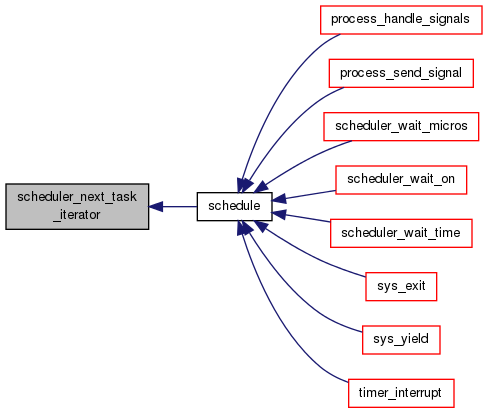 process_handle_signals
process_send_signal
scheduler_wait_micros
scheduler_wait_on
scheduler_next_task
_iterator
schedule
scheduler_wait_time
sys_exit
sys_yield
timer_interrupt